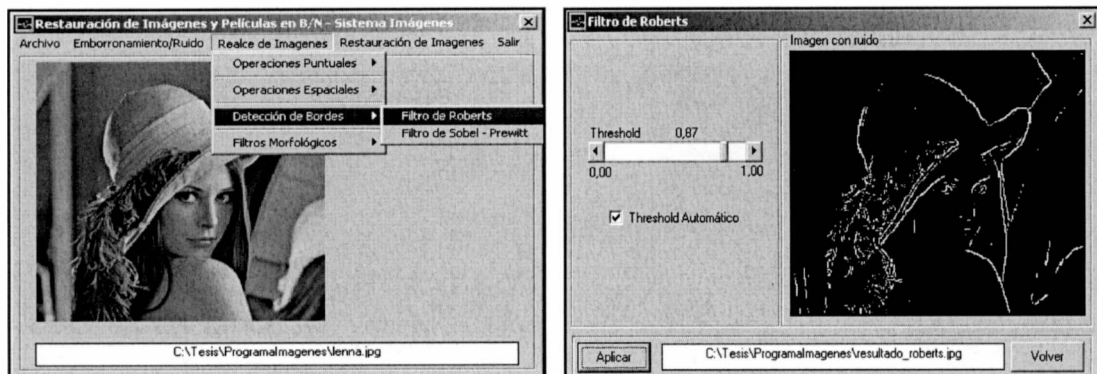 Restauración de Imágenes y Películas en B/N - Sistema Imágenes
Archivo Emborronamiento/Ruido Realce de Imagenes Restauración de Imagenes Salir
Operaciones Puntuales
Operaciones Espaciales
Detección de Bordes
Filtros Morfológicos
Filtro de Roberts
Filtro de Sobel - Prewitt
C:\Tesis\ProgramaImagenes\lenna.jpg
Filtro de Roberts
Imagen con ruido
Threshold 0,87
0,00 1,00
Threshold Automático
Aplicar
C:\Tesis\ProgramaImagenes\resultado_roberts.jpg
Volver